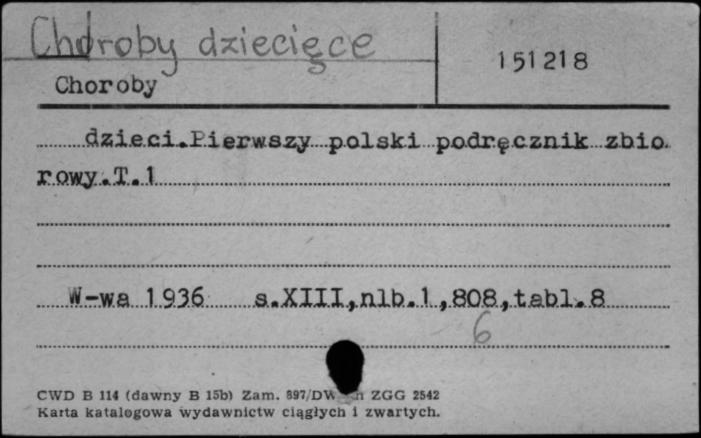 Choroby dziecięce
151218
Choroby
dzieci.Pierwszy polski podręcznik zbio
rowy.T.1
W-wa 1936 s.XIII,nlb.1,808,tabl.8
6
CWD B 114 (dawny B 15b) Zam. 897/DW ZGG 2542
Karta katalogowa wydawnictw ciągłych i zwartych.